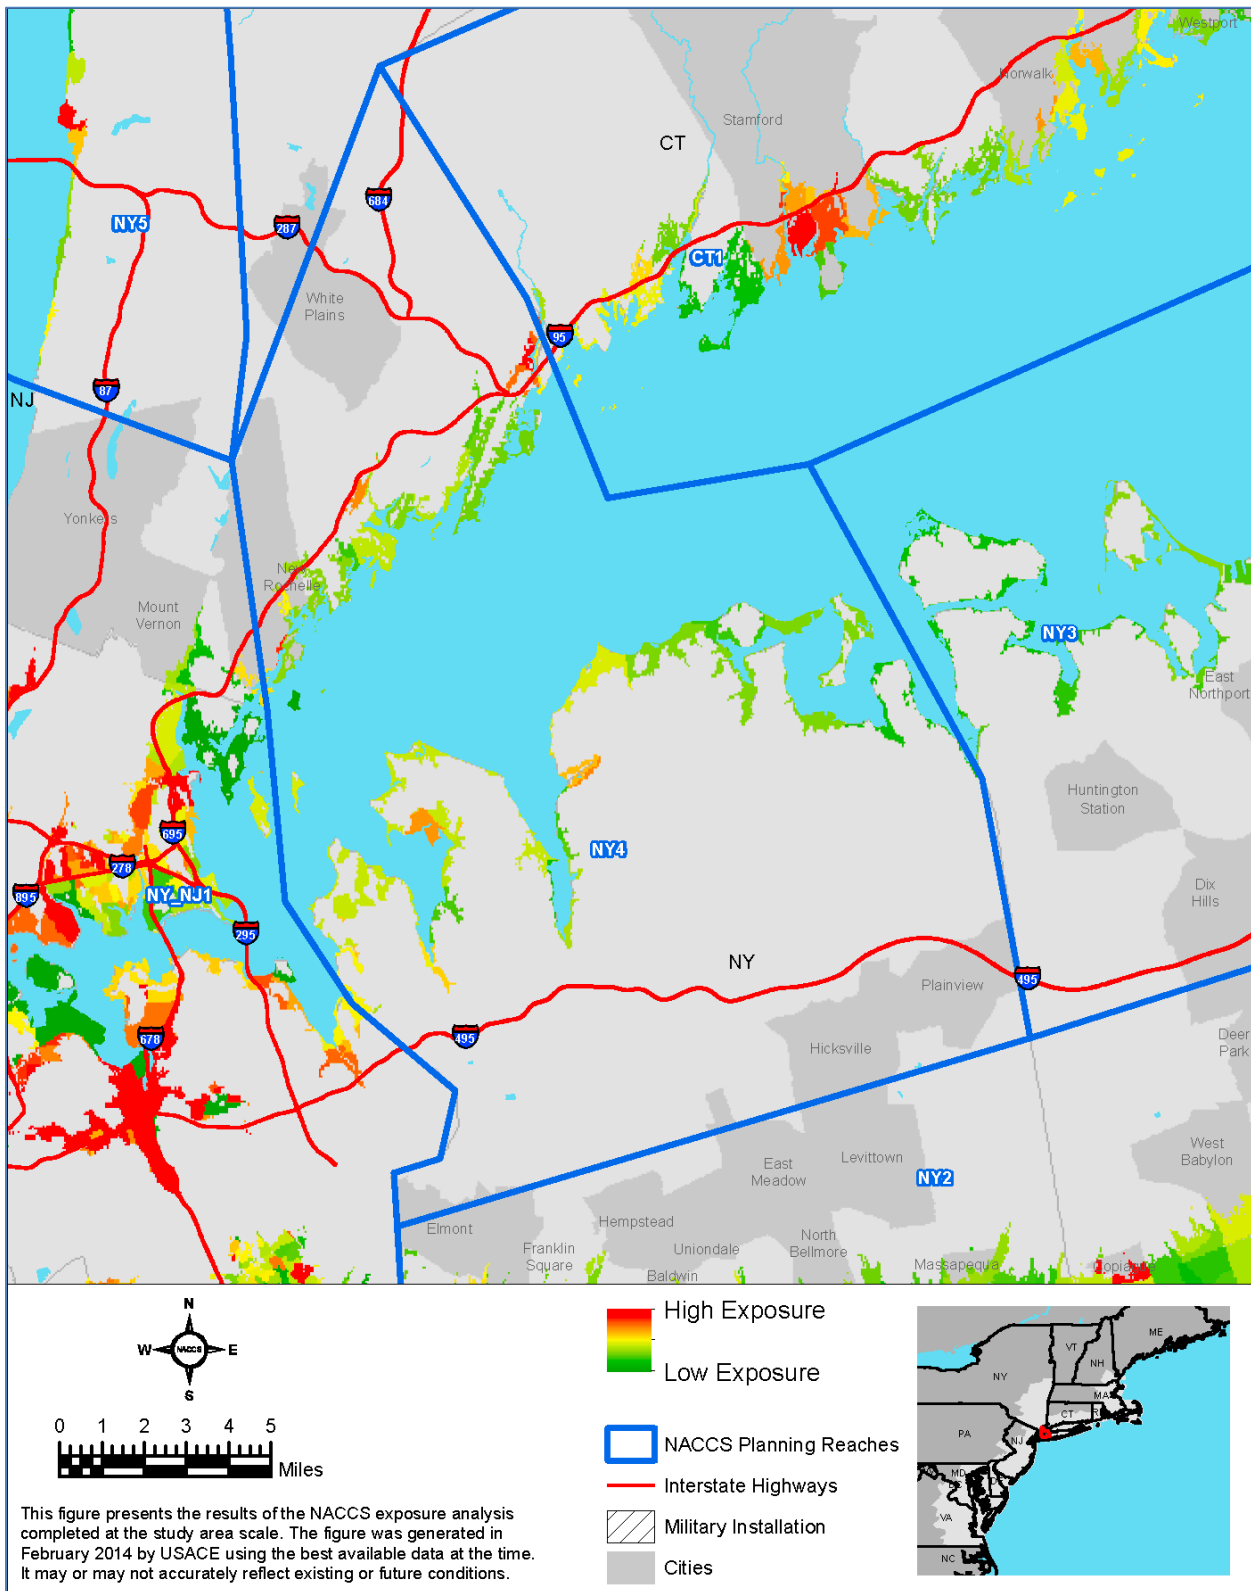 Westport
Norwalk
Stamford
CT
684
NY5
287
CT1
White
Plains
95
87
NJ
Yonkers
New
Rochelle
Mount
Vernon
NY3
East
Northport
Huntington
Station
695
278
NY4
895
NY_NJ1
Dix
Hills
295
NY
Plainview
495
678
495
Hicksville
Deer
Park
West
Babylon
Levittown
East
Meadow
NY2
Elmont
Hempstead
Franklin
Square
Uniondale
North
Bellmore
Baldwin
Massapequa
Copiague
N
W
NACCS
E
S
0 1 2 3 4 5
Miles
This figure presents the results of the NACCS exposure analysis
completed at the study area scale. The figure was generated in
February 2014 by USACE using the best available data at the time.
It may or may not accurately reflect existing or future conditions.
High Exposure
Low Exposure
NACCS Planning Reaches
Interstate Highways
Military Installation
Cities
ME
VT
NH
NY
MA
CT
PA
NJ
MD
VA
NC